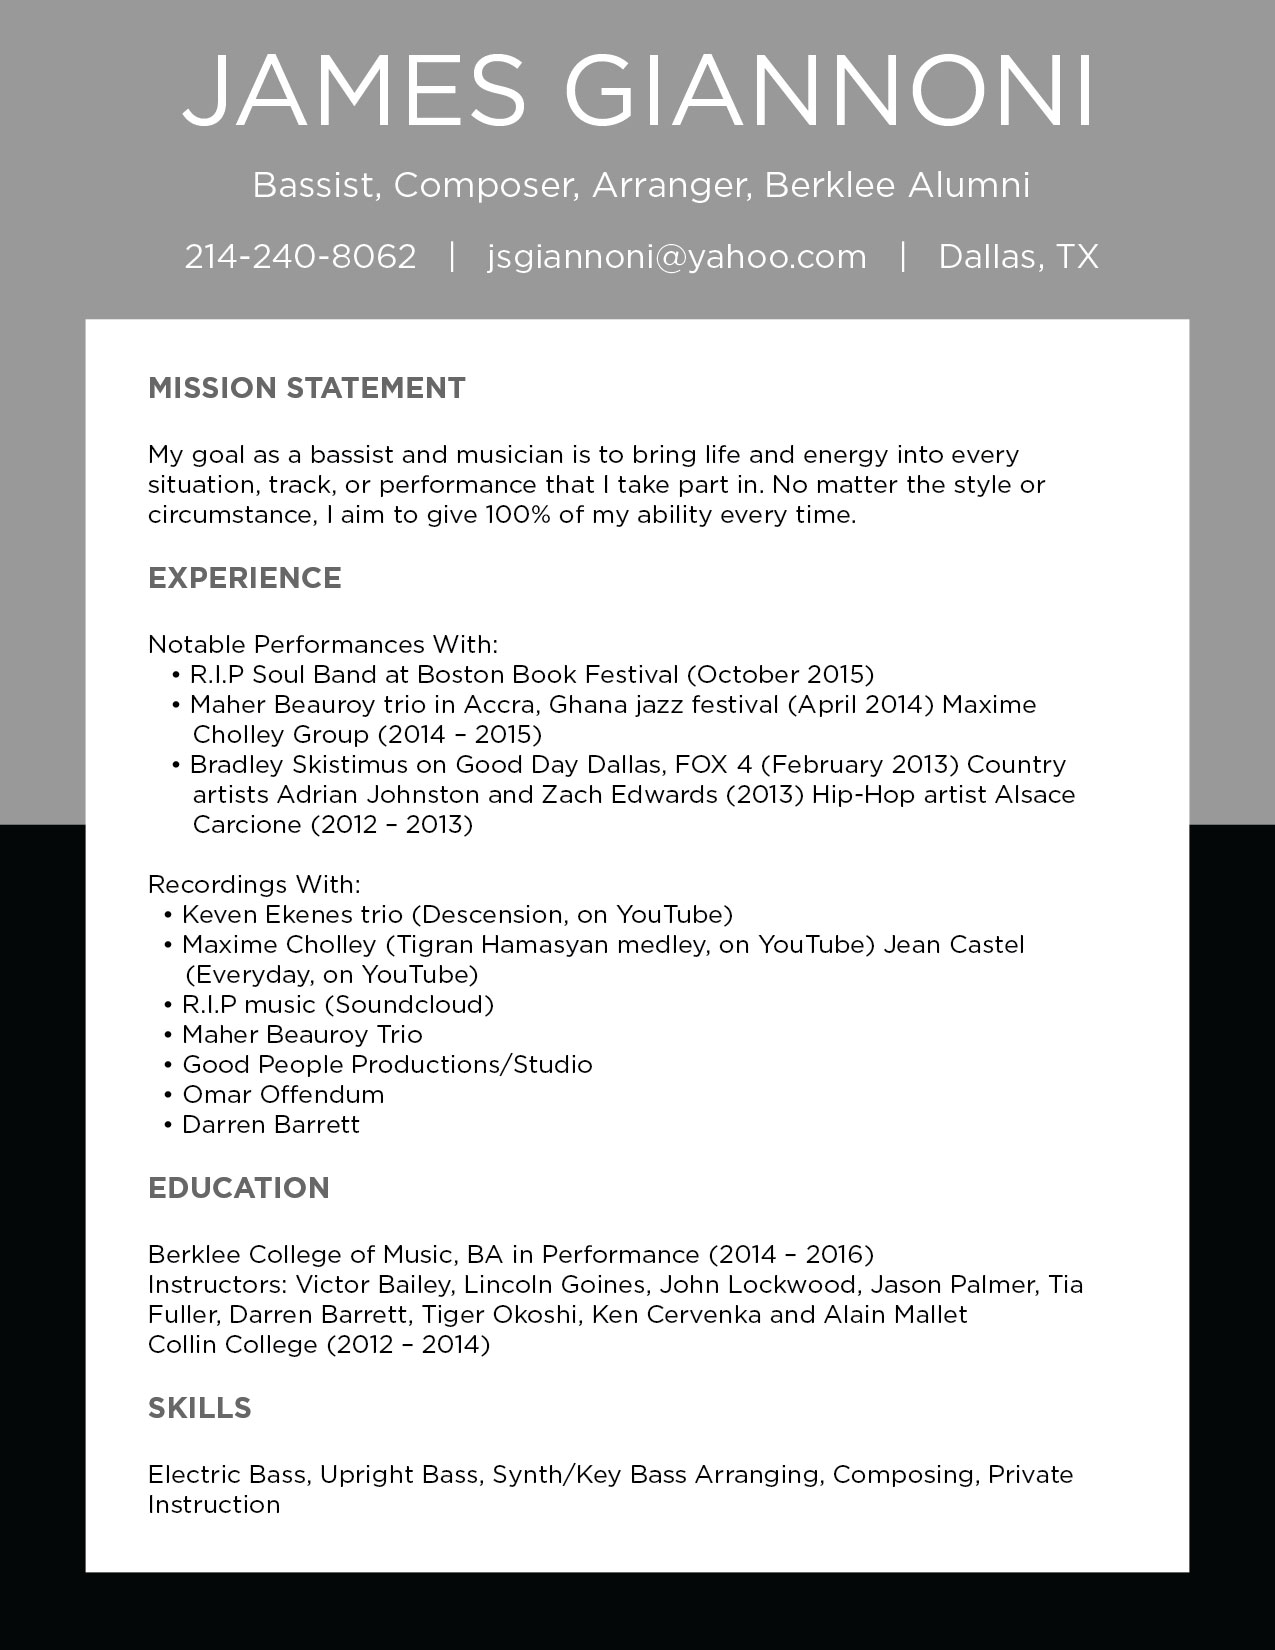 JAMES GIANNONI
Bassist, Composer, Arranger, Berklee Alumni
214-240-8062 | jsgiannoni@yahoo.com | Dallas, TX
MISSION STATEMENT
My goal as a bassist and musician is to bring life and energy into every
situation, track, or performance that I take part in. No matter the style or
circumstance, I aim to give 100% of my ability every time.
EXPERIENCE
Notable Performances With:
• R.I.P Soul Band at Boston Book Festival (October 2015)
• Maher Beauroy trio in Accra, Ghana jazz festival (April 2014) Maxime
Cholley Group (2014 – 2015)
• Bradley Skistimus on Good Day Dallas, FOX 4 (February 2013) Country
artists Adrian Johnston and Zach Edwards (2013) Hip-Hop artist Alsace
Carcione (2012 – 2013)
Recordings With:
• Keven Ekenes trio (Descension, on YouTube)
• Maxime Cholley (Tigran Hamasyan medley, on YouTube) Jean Castel
(Everyday, on YouTube)
• R.I.P music (Soundcloud)
• Maher Beauroy Trio
• Good People Productions/Studio
• Omar Offendum
• Darren Barrett
EDUCATION
Berklee College of Music, BA in Performance (2014 – 2016)
Instructors: Victor Bailey, Lincoln Goines, John Lockwood, Jason Palmer, Tia
Fuller, Darren Barrett, Tiger Okoshi, Ken Cervenka and Alain Mallet
Collin College (2012 – 2014)
SKILLS
Electric Bass, Upright Bass, Synth/Key Bass Arranging, Composing, Private
Instruction